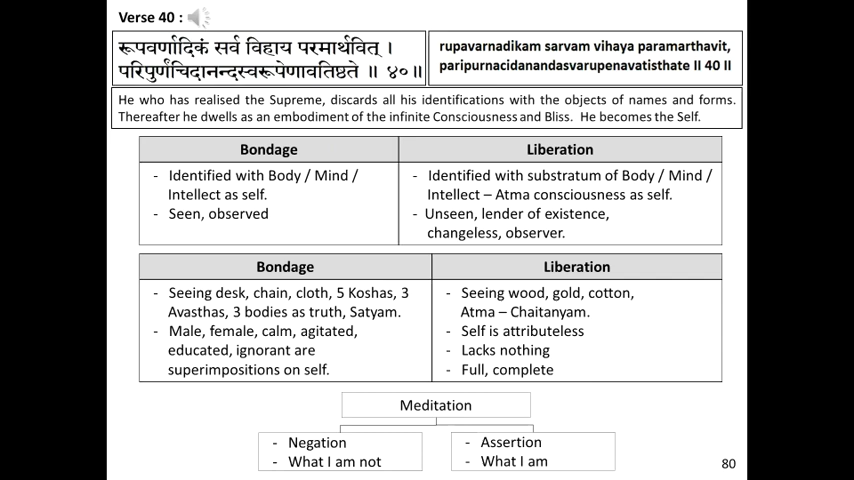 Verse 40 :
रूपवर्णादिकं सर्व विहाय परमार्थवित् ।
परिपुर्णंचिदानन्दस्वरूपेणावतिष्ठते ॥ ४०॥
rupavarnadikam sarvam vihaya paramarthavit,
paripurnacidanandasvarupenavatisthate II 40 II
He who has realised the Supreme, discards all his identifications with the objects of names and forms.
Thereafter he dwells as an embodiment of the infinite Consciousness and Bliss. He becomes the Self.
Bondage
- Identified with Body / Mind /
Intellect as self.
- Seen, observed
Liberation
- Identified with substratum of Body / Mind /
Intellect – Atma consciousness as self.
- Unseen, lender of existence,
changeless, observer.
Bondage
- Seeing desk, chain, cloth, 5 Koshas, 3
Avasthas, 3 bodies as truth, Satyam.
- Male, female, calm, agitated,
educated, ignorant are
superimpositions on self.
Liberation
- Seeing wood, gold, cotton,
Atma – Chaitanyam.
- Self is attributeless
- Lacks nothing
- Full, complete
Meditation
- Negation
- What I am not
- Assertion
- What I am
80